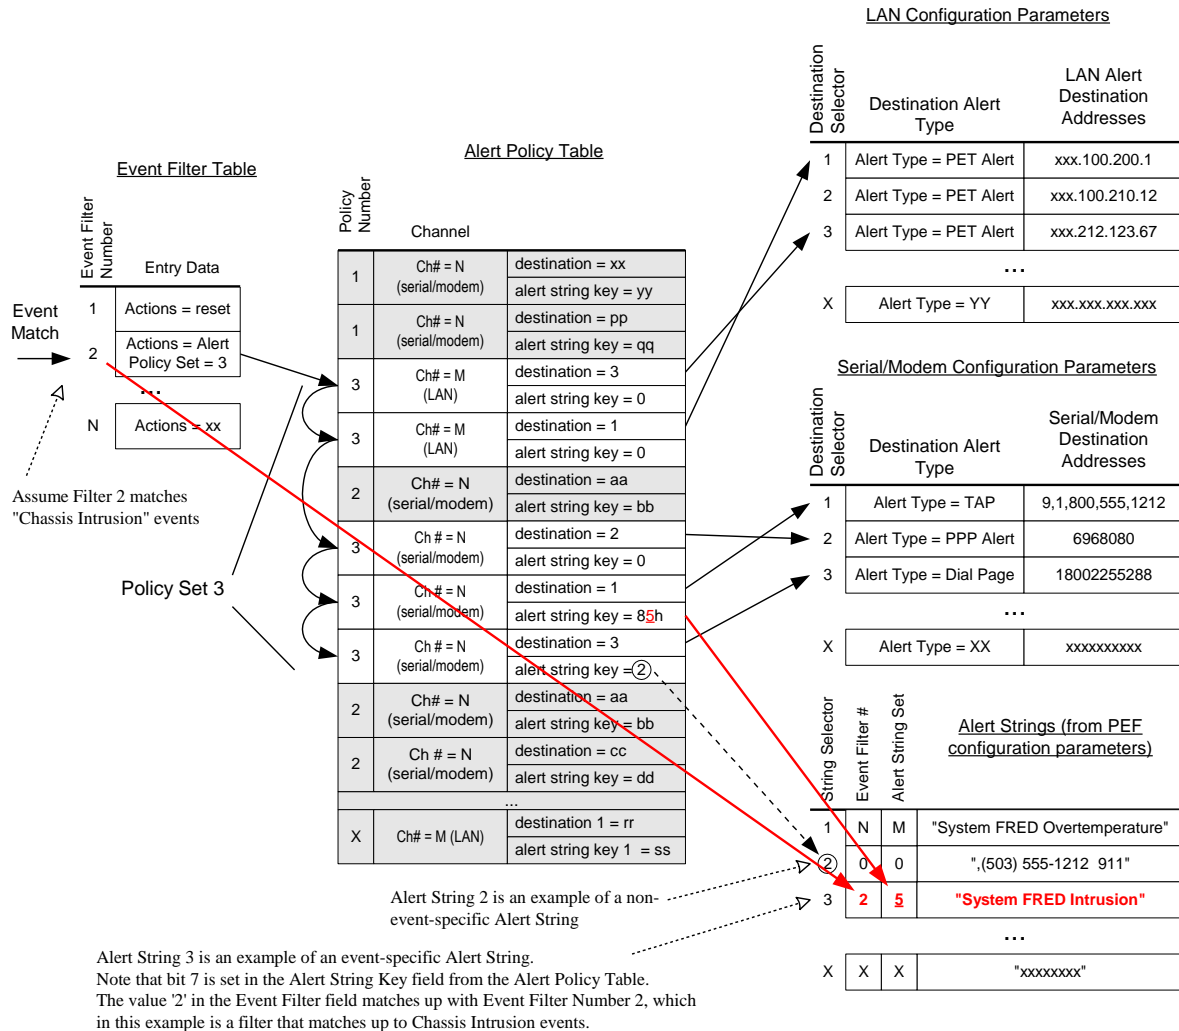 LAN Configuration Parameters
Destination
Selector
Destination Alert
Type
LAN Alert
Destination
Addresses
1 Alert Type = PET Alert xxx.100.200.1
2 Alert Type = PET Alert xxx.100.210.12
3 Alert Type = PET Alert xxx.212.123.67
...
X Alert Type = YY xxx.xxx.xxx.xxx
Event Filter Table
Event Filter
Number
Entry Data
Event
Match
1 Actions = reset
2 Actions = Alert
Policy Set = 3
...
N Actions = xx
Assume Filter 2 matches
"Chassis Intrusion" events
Policy Set 3
Alert Policy Table
Policy
Number
Channel
1 Ch# = N
(serial/modem)
destination = xx
alert string key = yy
1 Ch# = N
(serial/modem)
destination = pp
alert string key = qq
3 Ch# = M
(LAN)
destination = 3
alert string key = 0
3 Ch# = M
(LAN)
destination = 1
alert string key = 0
2 Ch# = N
(serial/modem)
destination = aa
alert string key = bb
3 Ch # = N
(serial/modem)
destination = 2
alert string key = 0
3 Ch # = N
(serial/modem)
destination = 1
alert string key = 85h
3 Ch # = N
(serial/modem)
destination = 3
alert string key = 2
2 Ch# = N
(serial/modem)
destination = aa
alert string key = bb
2 Ch # = N
(serial/modem)
destination = cc
alert string key = dd
...
X Ch# = M (LAN)
destination 1 = rr
alert string key 1 = ss
Serial/Modem Configuration Parameters
Destination
Selector
Destination Alert
Type
Serial/Modem
Destination
Addresses
1 Alert Type = TAP 9,1,800,555,1212
2 Alert Type = PPP Alert 6968080
3 Alert Type = Dial Page 18002255288
...
X Alert Type = XX xxxxxxxxxx
String Selector
Event Filter #
Alert String Set
Alert Strings (from PEF
configuration parameters)
1 N M "System FRED Overtemperature"
2 0 0 ",(503) 555-1212 911"
3 2 5 "System FRED Intrusion"
...
X X X "xxxxxxxx"
Alert String 2 is an example of a non-
event-specific Alert String
Alert String 3 is an example of an event-specific Alert String.
Note that bit 7 is set in the Alert String Key field from the Alert Policy Table.
The value '2' in the Event Filter field matches up with Event Filter Number 2, which
in this example is a filter that matches up to Chassis Intrusion events.